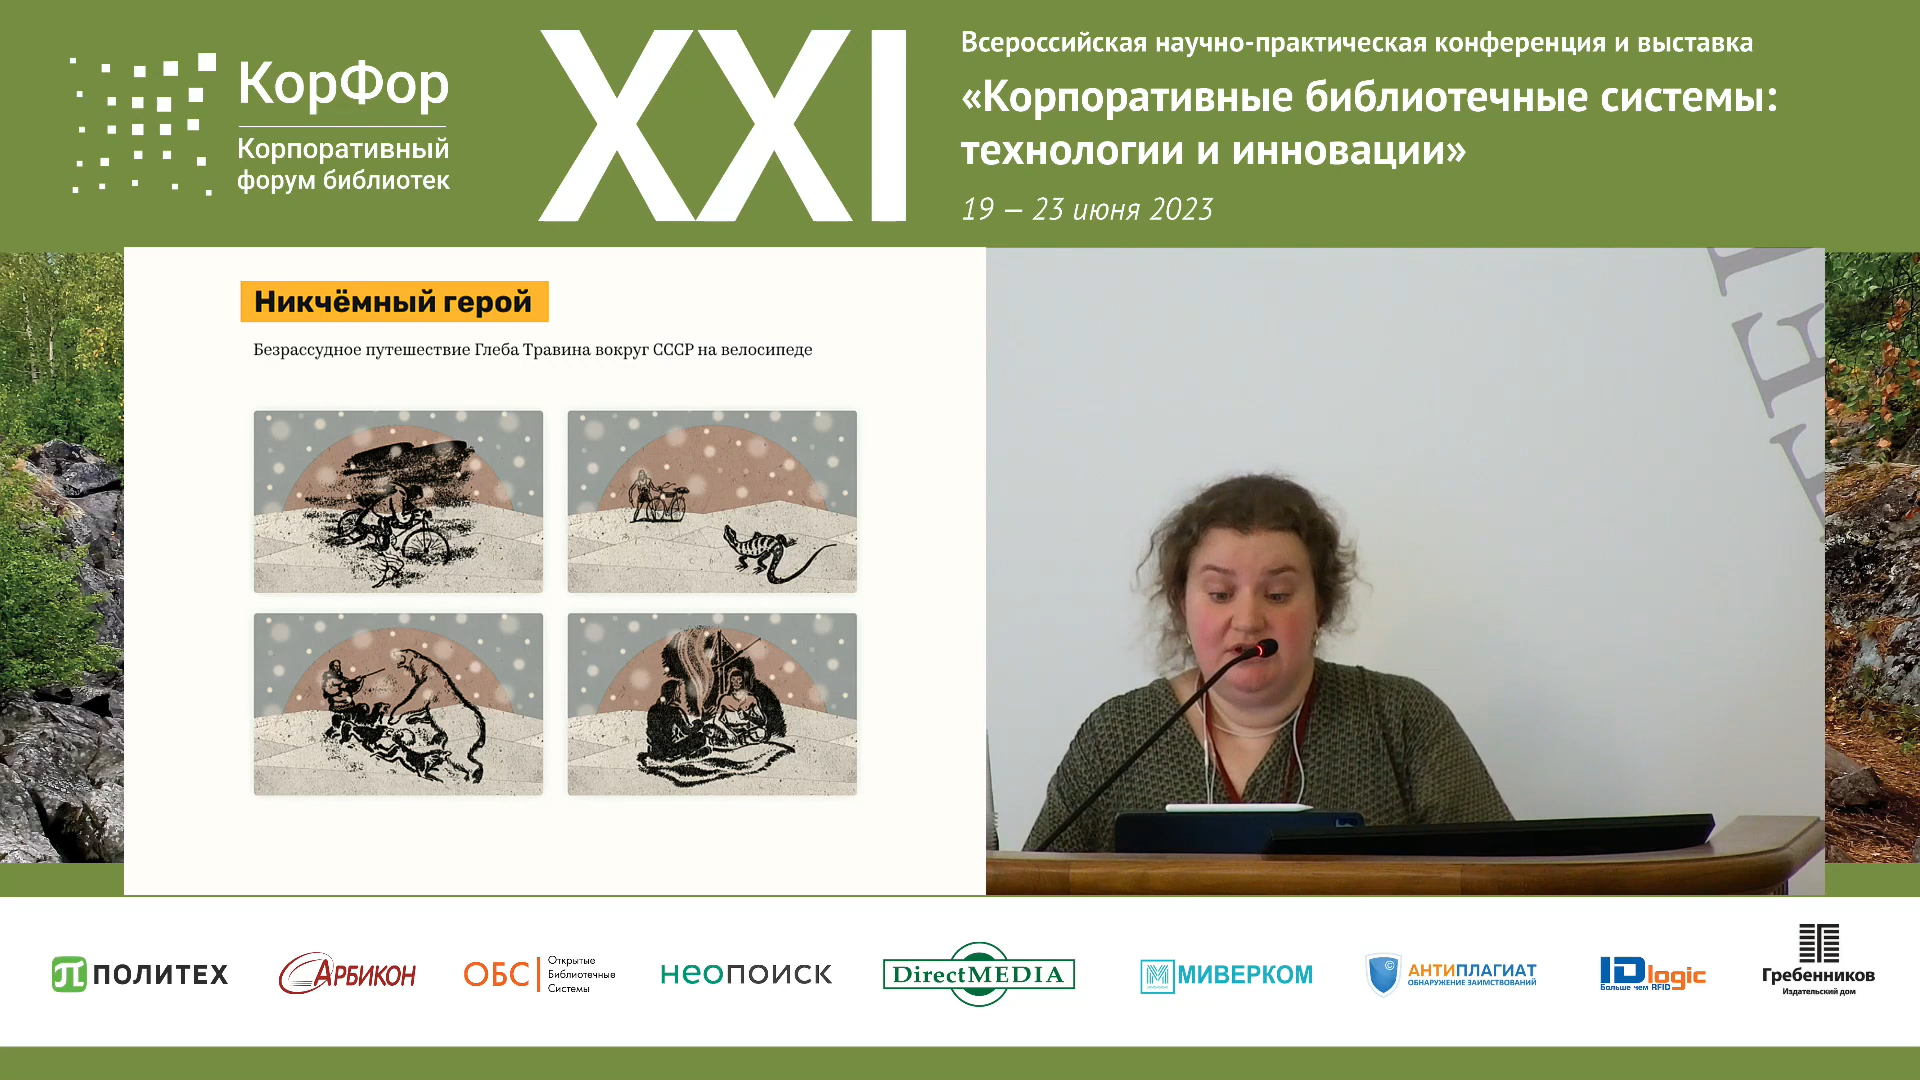 КорФор
Корпоративный
форум библиотек
XXI
Всероссийская научно-практическая конференция и выставка
«Корпоративные библиотечные системы:
технологии и инновации»
19 — 23 июня 2023
Никчёмный герой
Безрассудное путешествие Глеба Травина вокруг СССР на велосипеде
ПОЛИТЕХ
АРБИКОН
ОБС
Открытые
Библиотечные
Системы
неопоиск
DirectMEDIA
МИВЕРКОМ
©
АНТИПЛАГИАТ
ОБНАРУЖЕНИЕ ЗАИМСТВОВАНИЙ
IDlogic
Больше чем RFID
Гребенников
Издательский дом